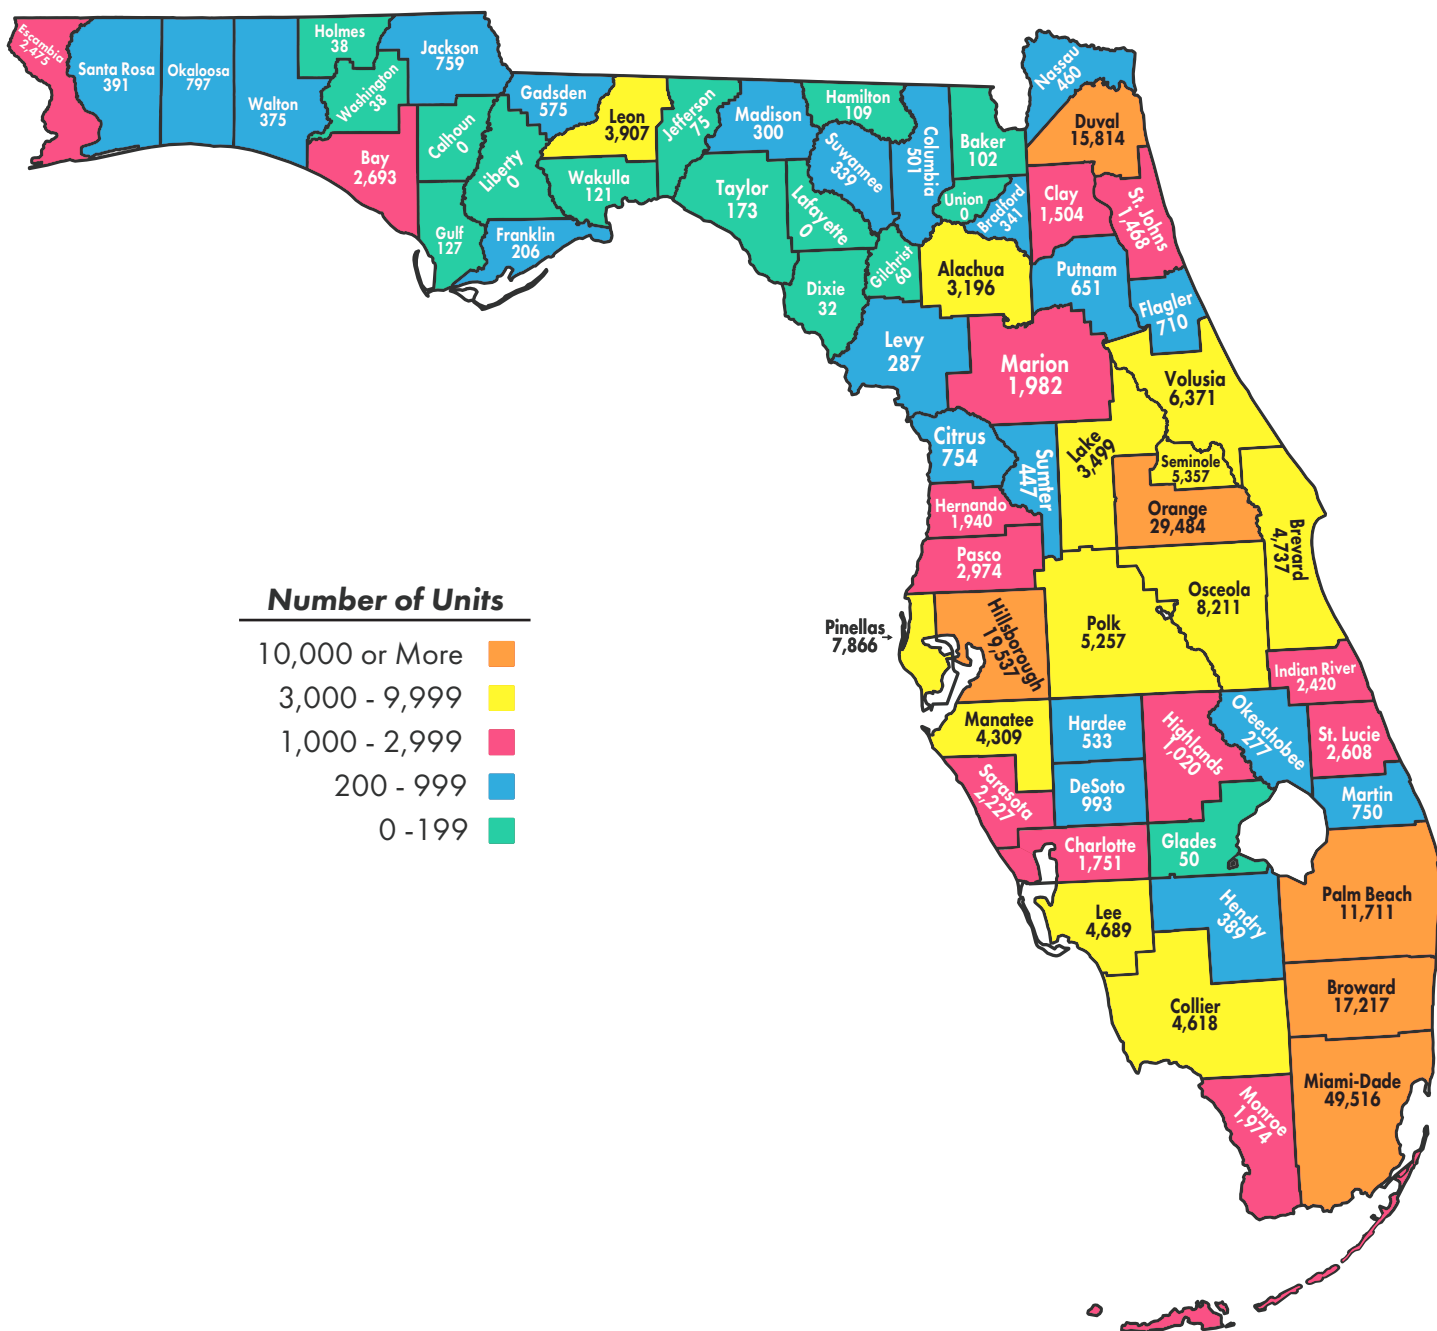 Escambia
2,475
Santa Rosa
391
Okaloosa
797
Walton
375
Holmes
38
Washington
38
Jackson
759
Bay
2,693
Calhoun
0
Gulf
127
Liberty
0
Gadsden
575
Franklin
206
Leon
3,907
Wakulla
121
Jefferson
75
Madison
300
Taylor
173
Hamilton
109
Suwannee
339
Lafayette
0
Dixie
32
Columbia
501
Gilchrist
60
Baker
102
Union
0
Bradford
341
Nassau
460
Duval
15,814
Clay
1,504
St. Johns
1,468
Alachua
3,196
Putnam
651
Flagler
710
Levy
287
Marion
1,982
Volusia
6,371
Citrus
754
Sumter
447
Lake
3,499
Seminole
5,357
Orange
29,484
Brevard
4,737
Hernando
1,940
Pasco
2,974
Pinellas
7,866
Hillsborough
19,537
Polk
5,257
Osceola
8,211
Indian River
2,420
Manatee
4,309
Hardee
533
Highlands
1,020
Okeechobee
277
St. Lucie
2,608
Sarasota
2,227
DeSoto
993
Martin
750
Charlotte
1,751
Glades
50
Lee
4,689
Hendry
389
Palm Beach
11,711
Collier
4,618
Broward
17,217
Monroe
1,974
Miami-Dade
49,516
Number of Units
10,000 or More
3,000 - 9,999
1,000 - 2,999
200 - 999
0 -199